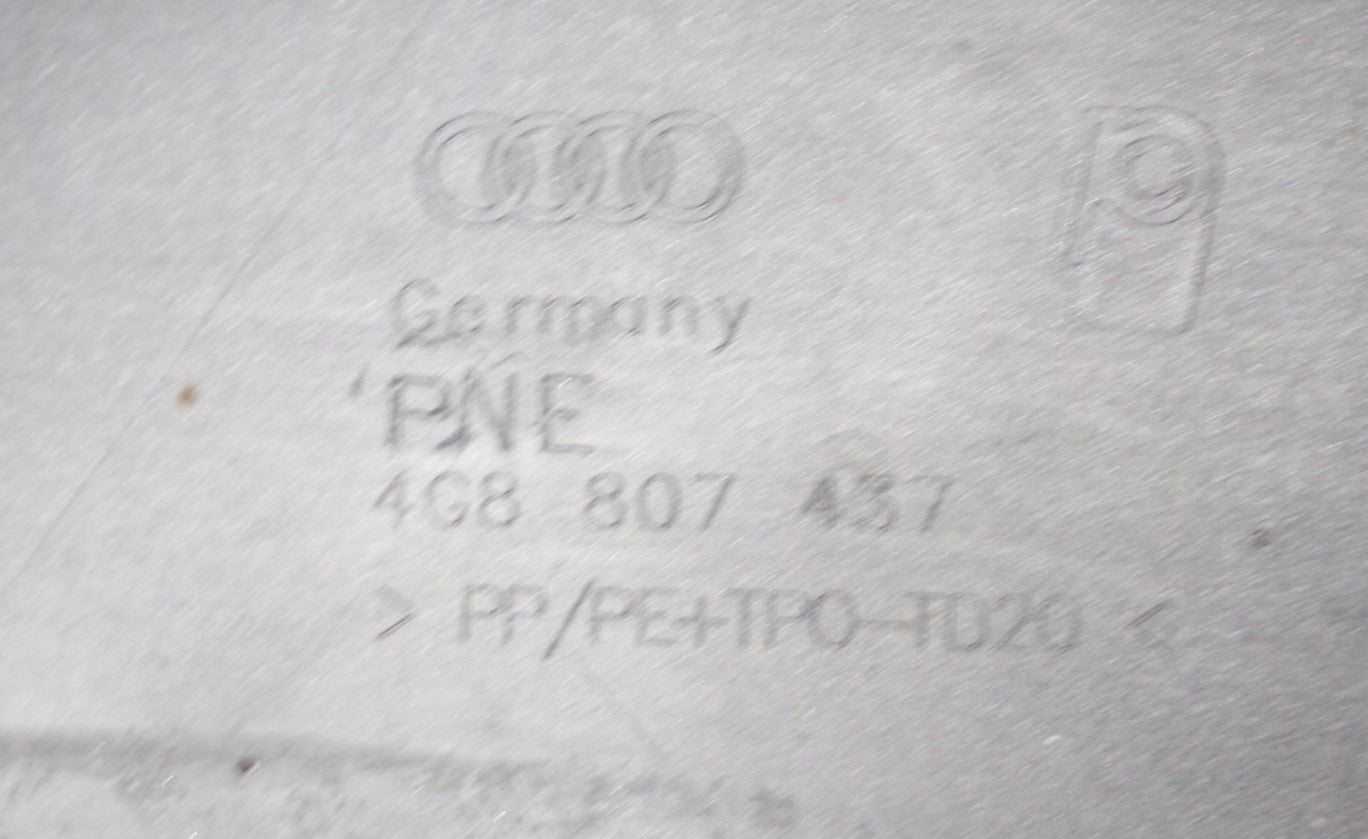 Germany
PNE
4G8 807 437
> PP/PE+TPO-TD20 <